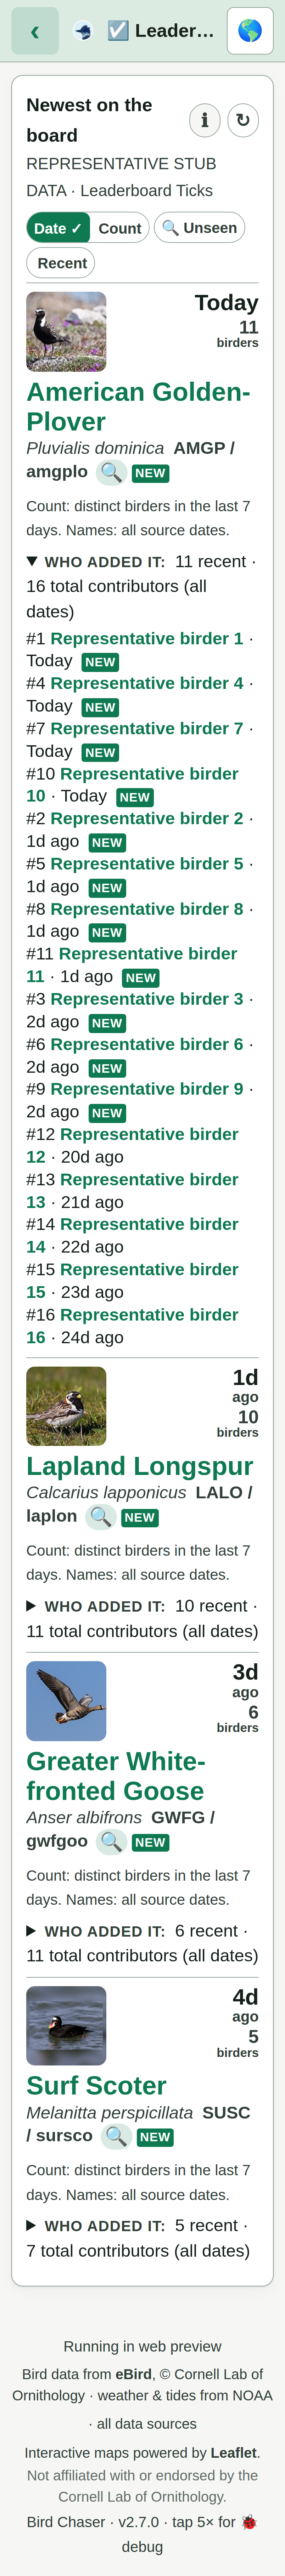 ‹ ☑ Leader... 🌎
Newest on the
board
ℹ ↻
REPRESENTATIVE STUB
DATA · Leaderboard Ticks
Date ✓ Count 🔍 Unseen
Recent
Today
11
birders
American Golden-
Plover
Pluvialis dominica AMGP /
amgplo 🔍 NEW
Count: distinct birders in the last 7
days. Names: all source dates.
▼ WHO ADDED IT: 11 recent ·
16 total contributors (all
dates)
#1 Representative birder 1 ·
Today NEW
#4 Representative birder 4 ·
Today NEW
#7 Representative birder 7 ·
Today NEW
#10 Representative birder
10 · Today NEW
#2 Representative birder 2 ·
1d ago NEW
#5 Representative birder 5 ·
1d ago NEW
#8 Representative birder 8 ·
1d ago NEW
#11 Representative birder
11 · 1d ago NEW
#3 Representative birder 3 ·
2d ago NEW
#6 Representative birder 6 ·
2d ago NEW
#9 Representative birder 9 ·
2d ago NEW
#12 Representative birder
12 · 20d ago
#13 Representative birder
13 · 21d ago
#14 Representative birder
14 · 22d ago
#15 Representative birder
15 · 23d ago
#16 Representative birder
16 · 24d ago
1d
ago
10
birders
Lapland Longspur
Calcarius lapponicus LALO /
laplon 🔍 NEW
Count: distinct birders in the last 7
days. Names: all source dates.
▶ WHO ADDED IT: 10 recent ·
11 total contributors (all dates)
3d
ago
6
birders
Greater White-
fronted Goose
Anser albifrons GWFG /
gwfgoo 🔍 NEW
Count: distinct birders in the last 7
days. Names: all source dates.
▶ WHO ADDED IT: 6 recent ·
11 total contributors (all dates)
4d
ago
5
birders
Surf Scoter
Melanitta perspicillata SUSC
/ sursco 🔍 NEW
Count: distinct birders in the last 7
days. Names: all source dates.
▶ WHO ADDED IT: 5 recent ·
7 total contributors (all dates)
Running in web preview
Bird data from eBird, © Cornell Lab of
Ornithology · weather & tides from NOAA
· all data sources
Interactive maps powered by Leaflet.
Not affiliated with or endorsed by the
Cornell Lab of Ornithology.
Bird Chaser · v2.7.0 · tap 5× for 🐞
debug